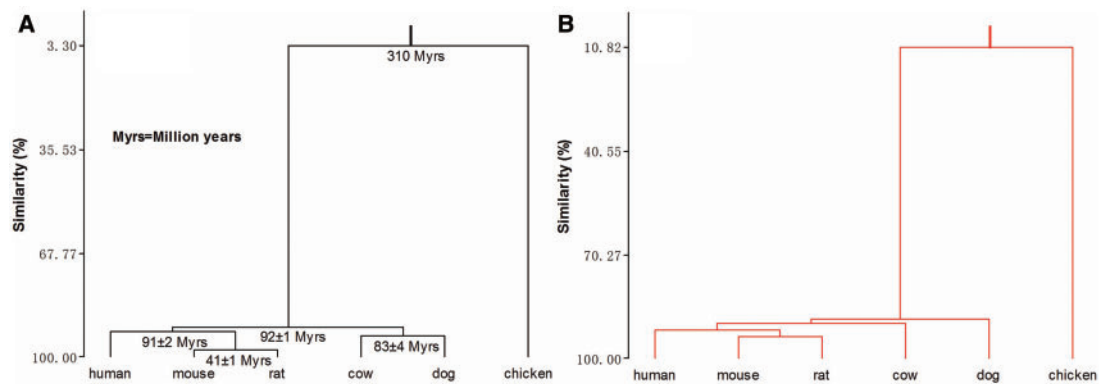 A
Similarity (%)
3.30
35.53
67.77
100.00
Myrs=Million years
310 Myrs
91±2 Myrs
92±1 Myrs
41±1 Myrs
83±4 Myrs
human mouse rat cow dog chicken
B
Similarity (%)
10.82
40.55
70.27
100.00
human mouse rat cow dog chicken